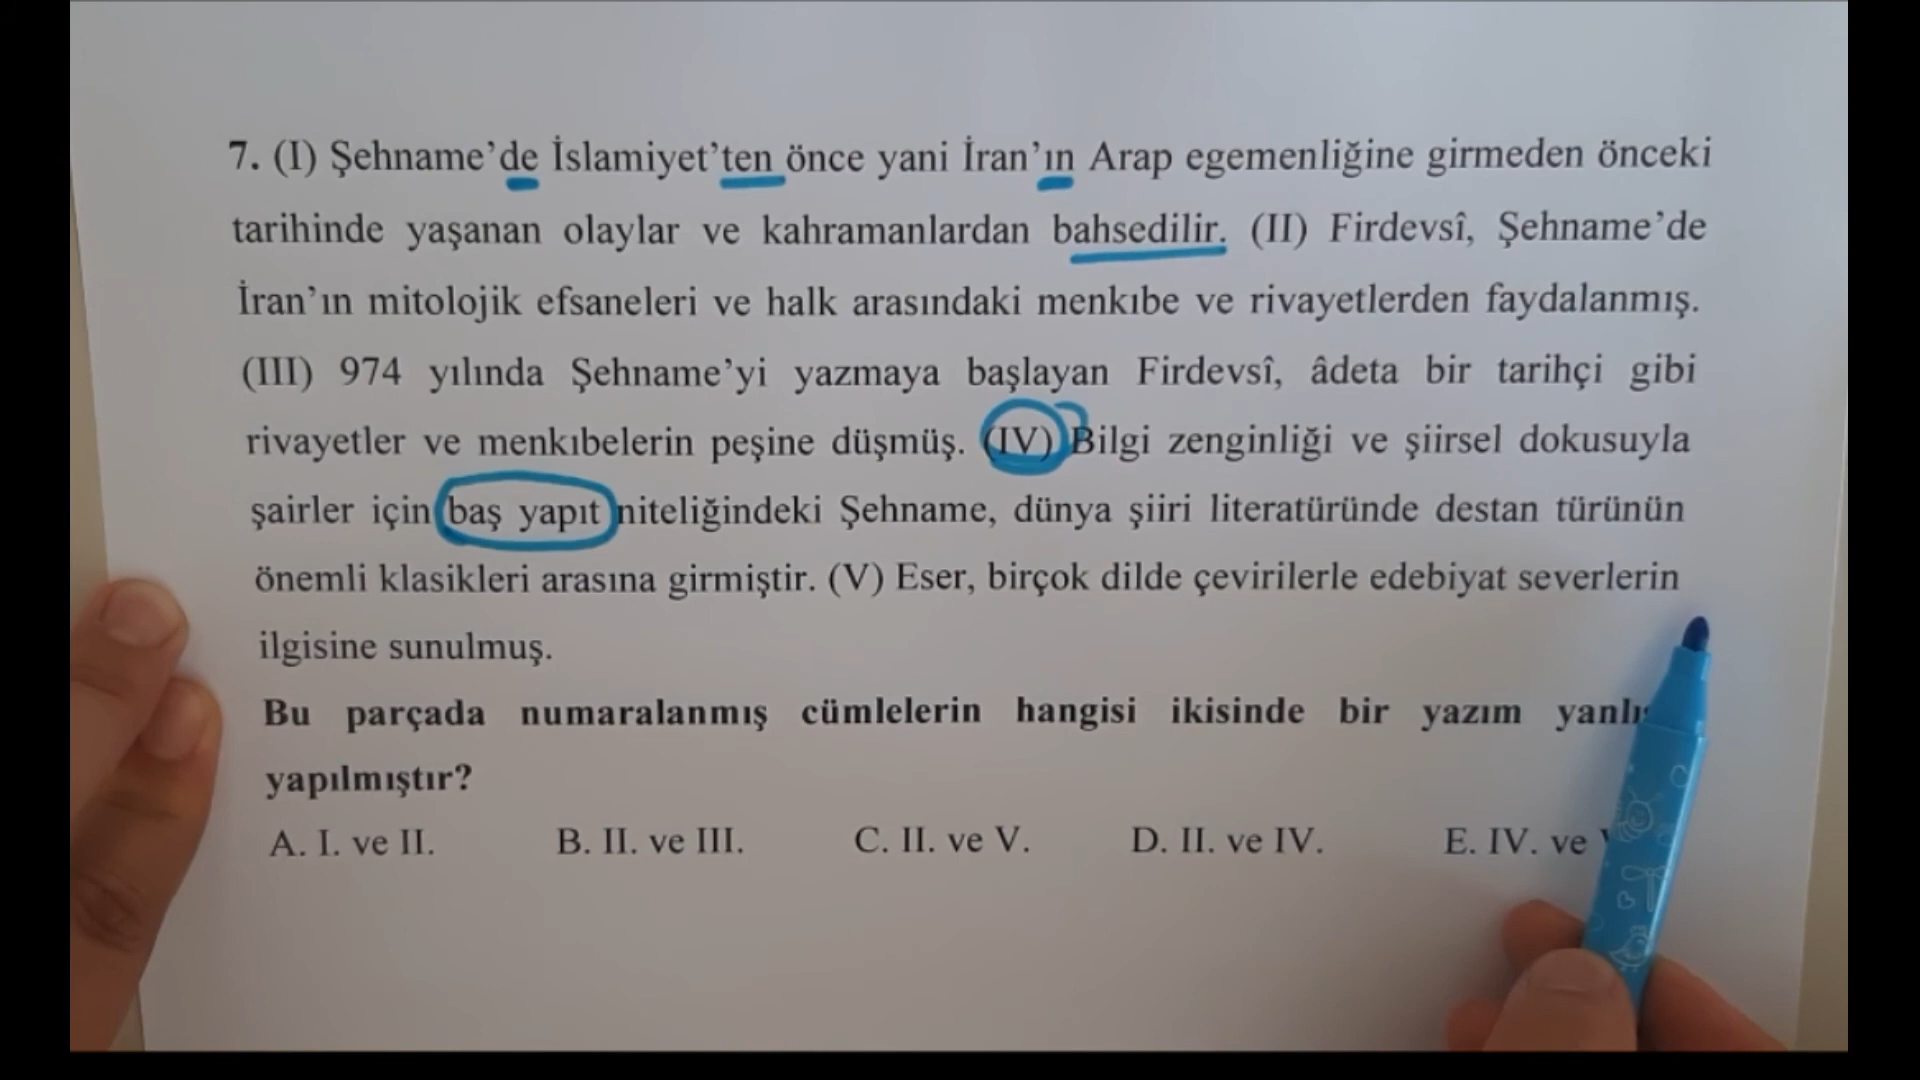 7. (I) Şehname’de İslamiyet’ten önce yani İran’ın Arap egemenliğine girmeden önceki
tarihinde yaşanan olaylar ve kahramanlardan bahsedilir. (II) Firdevsî, Şehname’de
İran’ın mitolojik efsaneleri ve halk arasındaki menkıbe ve rivayetlerden faydalanmış.
(III) 974 yılında Şehname’yi yazmaya başlayan Firdevsî, âdeta bir tarihçi gibi
rivayetler ve menkıbelerin peşine düşmüş. (IV) Bilgi zenginliği ve şiirsel dokusuyla
şairler için baş yapıt niteliğindeki Şehname, dünya şiiri literatüründe destan türünün
önemli klasikleri arasına girmiştir. (V) Eser, birçok dilde çevirilerle edebiyat severlerin
ilgisine sunulmuş.
Bu parçada numaralanmış cümlelerin hangisi ikisinde bir yazım
yapılmıştır?
A. I. ve II. B. II. ve III. C. II. ve V. D. II. ve IV. E. IV. ve